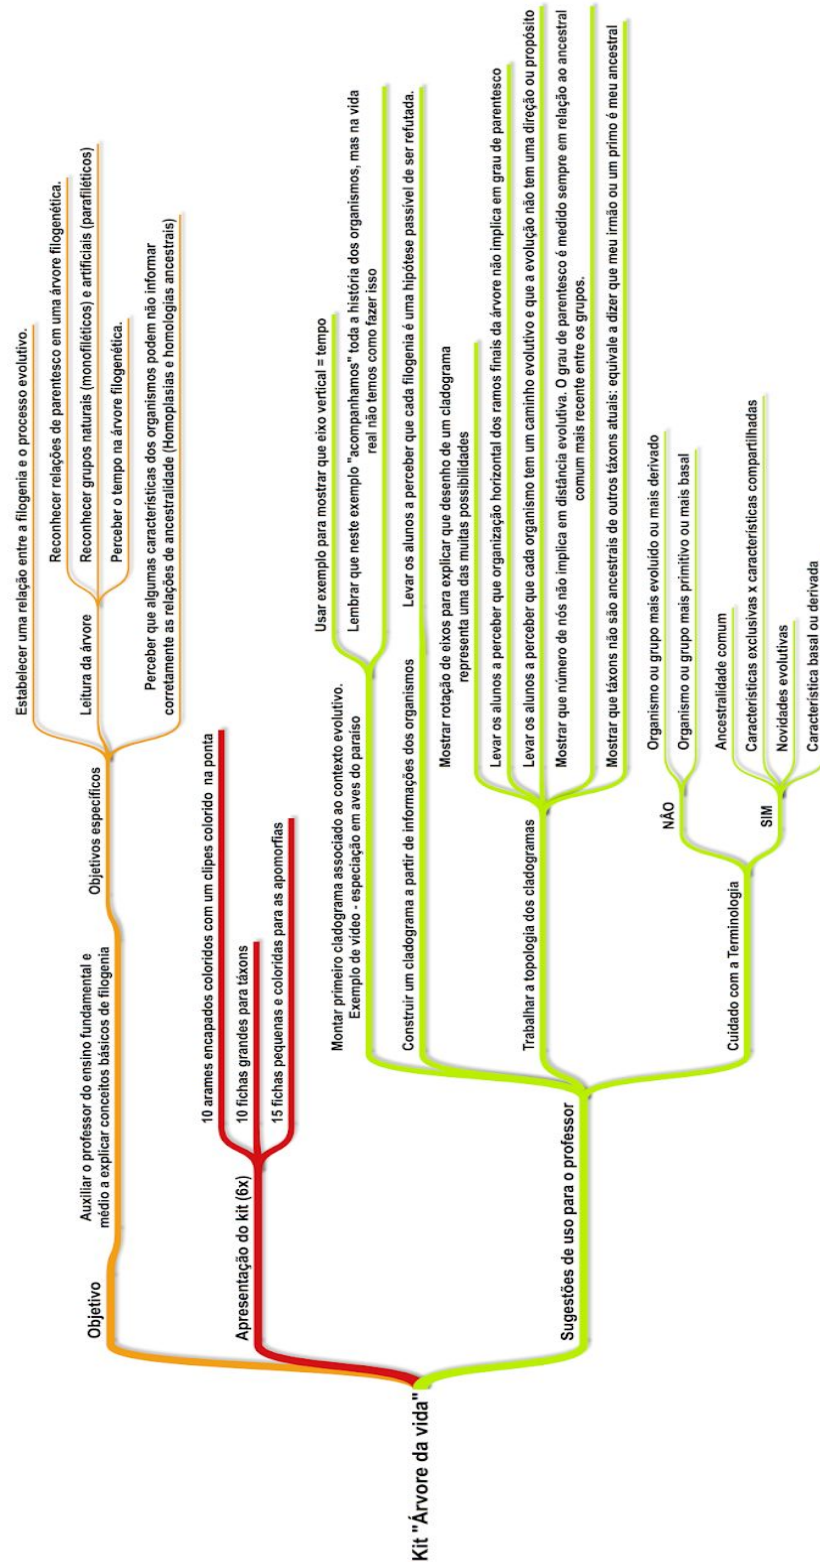 Kit "Árvore da vida"
Objetivo
Auxiliar o professor do ensino fundamental e
médio a explicar conceitos básicos de filogenia
Objetivos específicos
Estabelecer uma relação entre a filogenia e o processo evolutivo.
Leitura da árvore
Reconhecer relações de parentesco em uma árvore filogenética.
Reconhecer grupos naturais (monofiléticos) e artificiais (parafiléticos)
Perceber o tempo na árvore filogenética.
Perceber que algumas características dos organismos podem não informar
corretamente as relações de ancestralidade (Homoplasias e homologias ancestrais)
Apresentação do kit (6x)
10 arames encapados coloridos com um clipes colorido na ponta
10 fichas grandes para táxons
15 fichas pequenas e coloridas para as apomorfias
Sugestões de uso para o professor
Montar primeiro cladograma associado ao contexto evolutivo.
Exemplo de vídeo - especiação em aves do paraíso
Usar exemplo para mostrar que eixo vertical = tempo
Lembrar que neste exemplo "acompanhamos" toda a história dos organismos, mas na vida
real não temos como fazer isso
Construir um cladograma a partir de informações dos organismos
Levar os alunos a perceber que cada filogenia é uma hipótese passível de ser refutada.
Trabalhar a topologia dos cladogramas
Mostrar rotação de eixos para explicar que desenho de um cladograma
representa uma das muitas possibilidades
Levar os alunos a perceber que organização horizontal dos ramos finais da árvore não implica em grau de parentesco
Levar os alunos a perceber que cada organismo tem um caminho evolutivo e que a evolução não tem uma direção ou propósito
Mostrar que número de nós não implica em distância evolutiva. O grau de parentesco é medido sempre em relação ao ancestral
comum mais recente entre os grupos.
Mostrar que táxons não são ancestrais de outros táxons atuais: equivale a dizer que meu irmão ou um primo é meu ancestral
Cuidado com a Terminologia
NÃO
Organismo ou grupo mais evoluído ou mais derivado
Organismo ou grupo mais primitivo ou mais basal
SIM
Ancestralidade comum
Características exclusivas x características compartilhadas
Novidades evolutivas
Característica basal ou derivada